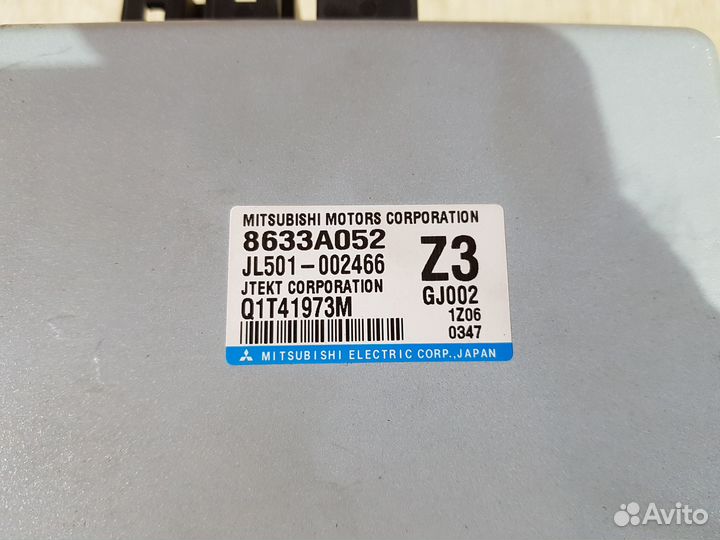 MITSUBISHI MOTORS CORPORATION
8633A052
JL501-002466
Z3
JTEKT CORPORATION
Q1T41973M
GJ002
1Z06
0347
MITSUBISHI ELECTRIC CORP.,JAPAN
Avito